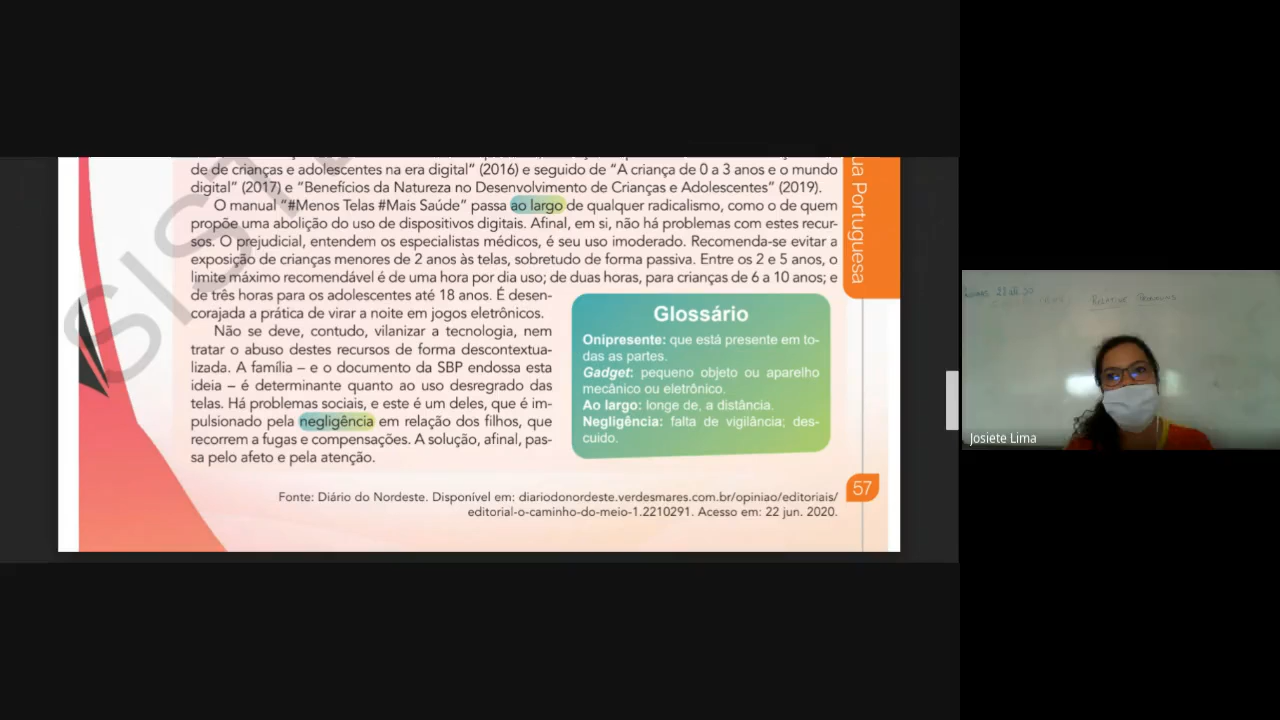 de de crianças e adolescentes na era digital” (2016) e seguido de “A criança de 0 a 3 anos e o mundo
digital” (2017) e “Benefícios da Natureza no Desenvolvimento de Crianças e Adolescentes” (2019).
O manual “#Menos Telas #Mais Saúde” passa ao largo de qualquer radicalismo, como o de quem
propõe uma abolição do uso de dispositivos digitais. Afinal, em si, não há problemas com estes recur-
sos. O prejudicial, entendem os especialistas médicos, é seu uso imoderado. Recomenda-se evitar a
exposição de crianças menores de 2 anos às telas, sobretudo de forma passiva. Entre os 2 e 5 anos, o
limite máximo recomendável é de uma hora por dia uso; de duas horas, para crianças de 6 a 10 anos; e
de três horas para os adolescentes até 18 anos. É desen-
corajada a prática de virar a noite em jogos eletrônicos.
Não se deve, contudo, vilanizar a tecnologia, nem
tratar o abuso destes recursos de forma descontextua-
lizada. A família – e o documento da SBP endossa esta
ideia – é determinante quanto ao uso desregrado das
telas. Há problemas sociais, e este é um deles, que é im-
pulsionado pela negligência em relação dos filhos, que
recorrem a fugas e compensações. A solução, afinal, pas-
sa pelo afeto e pela atenção.
Glossário
Onipresente: que está presente em to-
das as partes.
Gadget: pequeno objeto ou aparelho
mecânico ou eletrônico.
Ao largo: longe de, a distância.
Negligência: falta de vigilância; des-
cuido.
Fonte: Diário do Nordeste. Disponível em: diariodonordeste.verdesmares.com.br/opiniao/editoriais/
editorial-o-caminho-do-meio-1.2210291. Acesso em: 22 jun. 2020.
57
ua Portuguesa
SIST
RELATIVE
Josiete Lima